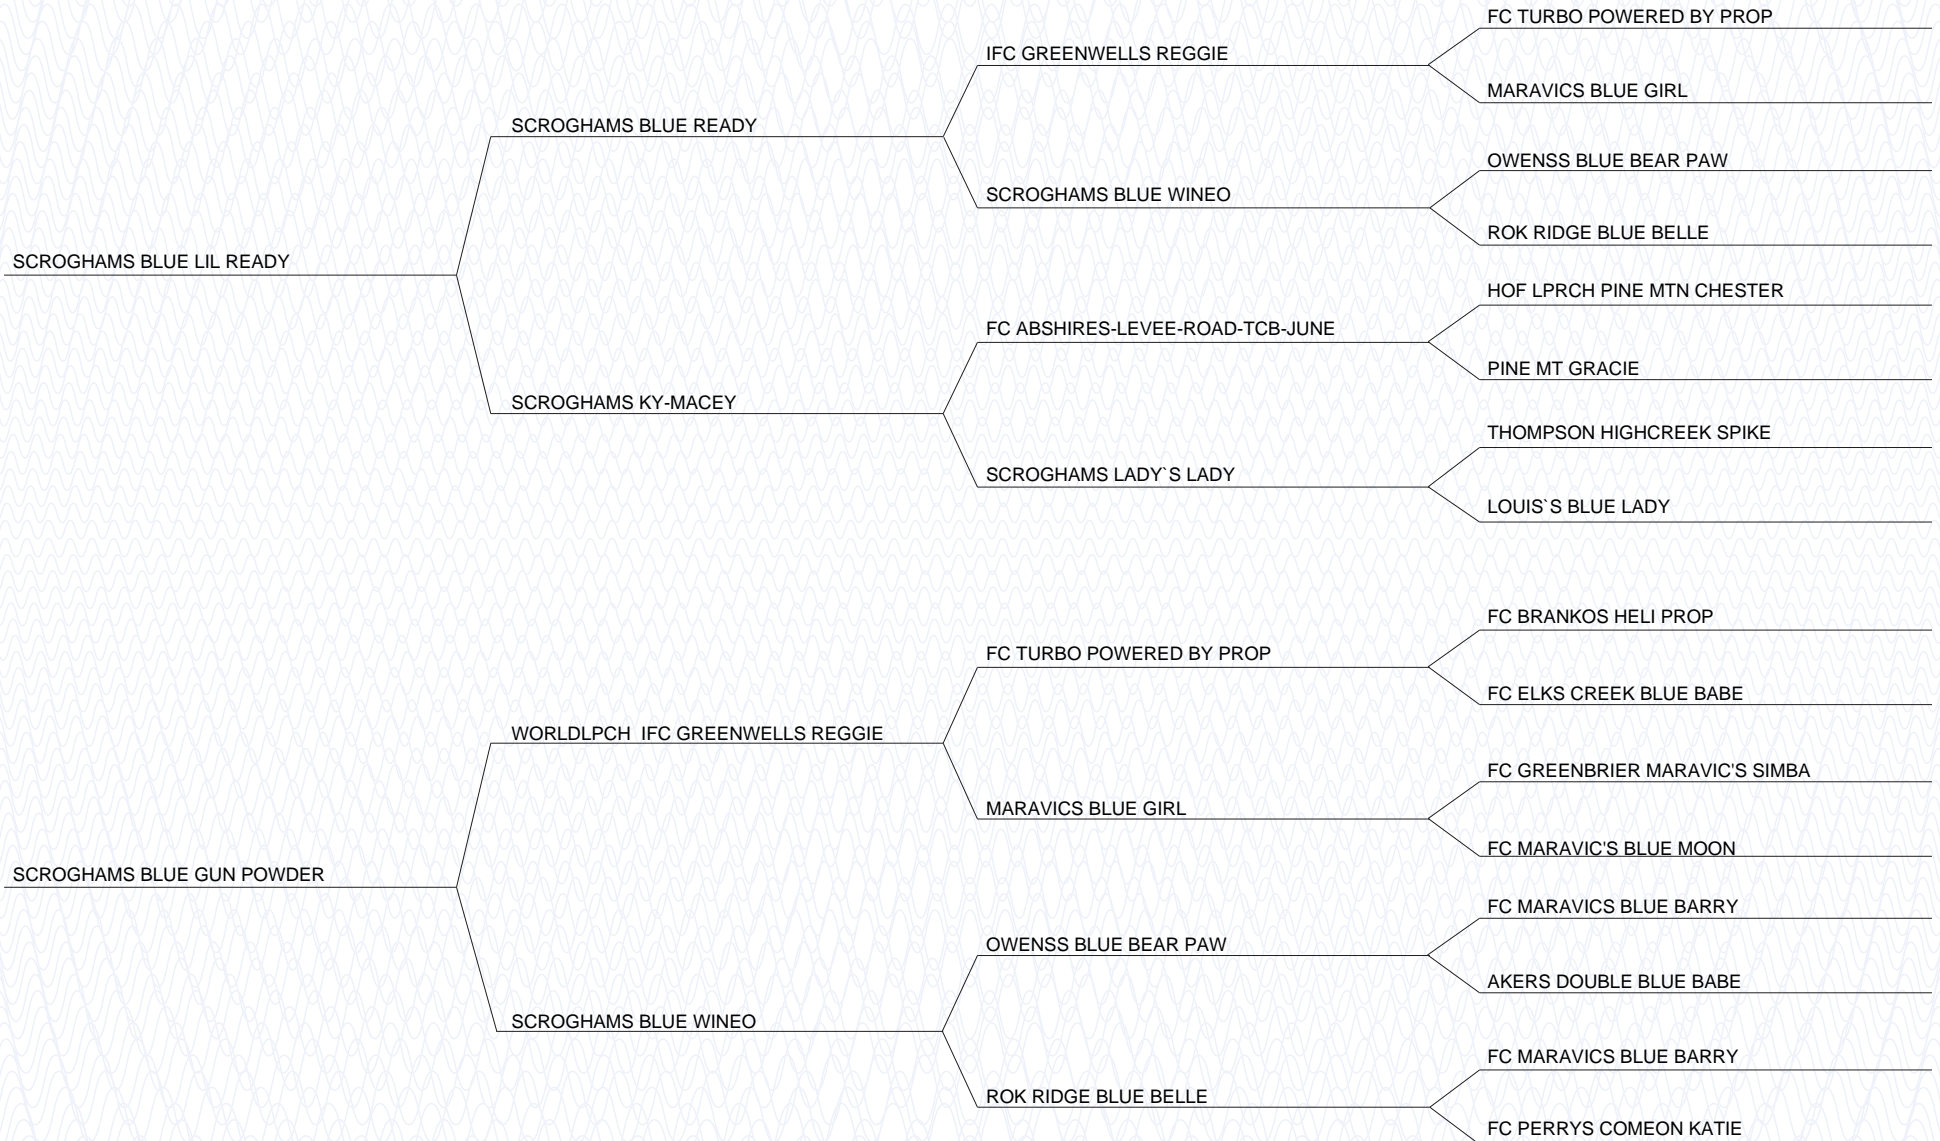 FC TURBO POWERED BY PROP
IFC GREENWELLS REGGIE
MARAVICS BLUE GIRL
SCROGHAMS BLUE READY
OWENSS BLUE BEAR PAW
SCROGHAMS BLUE WINEO
ROK RIDGE BLUE BELLE
SCROGHAMS BLUE LIL READY
HOF LPRCH PINE MTN CHESTER
FC ABSHIRES-LEVEE-ROAD-TCB-JUNE
PINE MT GRACIE
SCROGHAMS KY-MACEY
THOMPSON HIGHCREEK SPIKE
SCROGHAMS LADY`S LADY
LOUIS`S BLUE LADY
FC BRANKOS HELI PROP
FC TURBO POWERED BY PROP
FC ELKS CREEK BLUE BABE
WORLDLPCH  IFC GREENWELLS REGGIE
FC GREENBRIER MARAVIC'S SIMBA
MARAVICS BLUE GIRL
FC MARAVIC'S BLUE MOON
SCROGHAMS BLUE GUN POWDER
FC MARAVICS BLUE BARRY
OWENSS BLUE BEAR PAW
AKERS DOUBLE BLUE BABE
SCROGHAMS BLUE WINEO
FC MARAVICS BLUE BARRY
ROK RIDGE BLUE BELLE
FC PERRYS COMEON KATIE